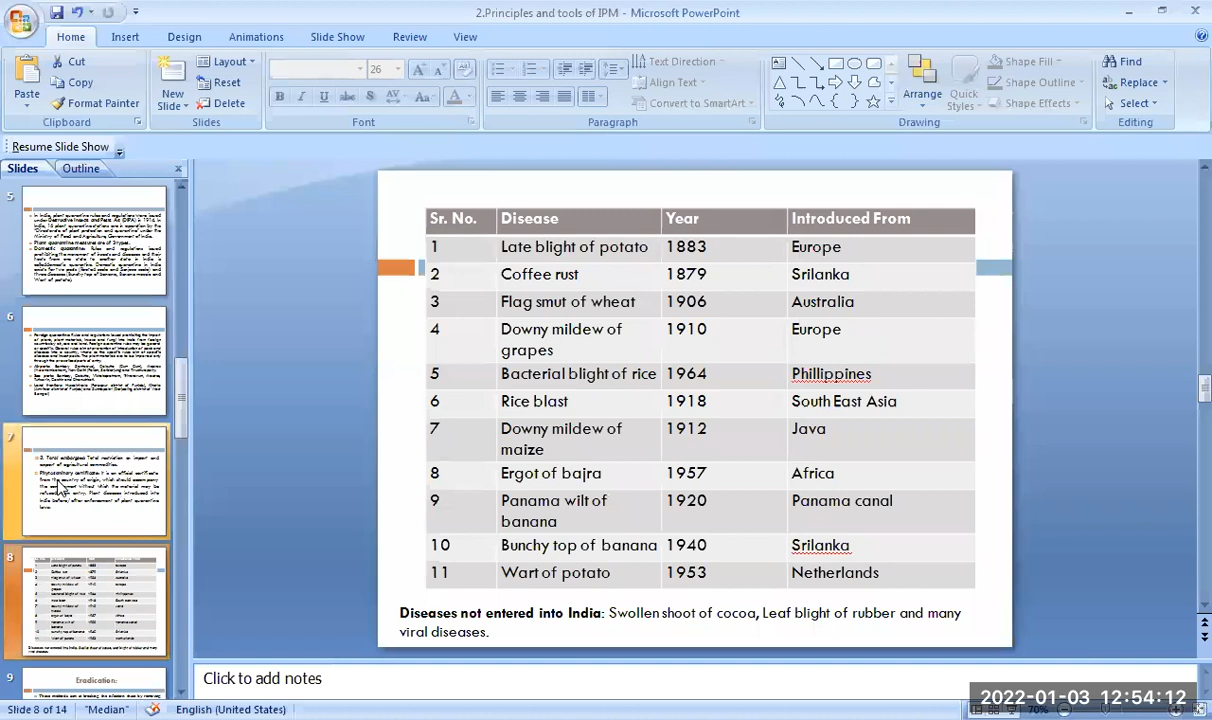 2.Principles and tools of IPM - Microsoft PowerPoint
Home Insert Design Animations Slide Show Review View
Paste
Cut
Copy
Format Painter
Clipboard
New Slide
Layout
Reset
Delete
Slides
26
B I U abc S AV Aa A
Font
Text Direction
Align Text
Convert to SmartArt
Paragraph
Arrange
Quick Styles
Shape Fill
Shape Outline
Shape Effects
Drawing
Find
Replace
Select
Editing
Resume Slide Show
Slides Outline
5
6
7
8
9
Eradication:
Sr. No. Disease Year Introduced From
1 Late blight of potato 1883 Europe
2 Coffee rust 1879 Srilanka
3 Flag smut of wheat 1906 Australia
4 Downy mildew of grapes 1910 Europe
5 Bacterial blight of rice 1964 Phillippines
6 Rice blast 1918 South East Asia
7 Downy mildew of maize 1912 Java
8 Ergot of bajra 1957 Africa
9 Panama wilt of banana 1920 Panama canal
10 Bunchy top of banana 1940 Srilanka
11 Wart of potato 1953 Netherlands
Diseases not entered into India: Swollen shoot of cocoa, Leaf blight of rubber and many
viral diseases.
Click to add notes
Slide 8 of 14 "Median" English (United States) 70%
2022-01-03 12:54:12